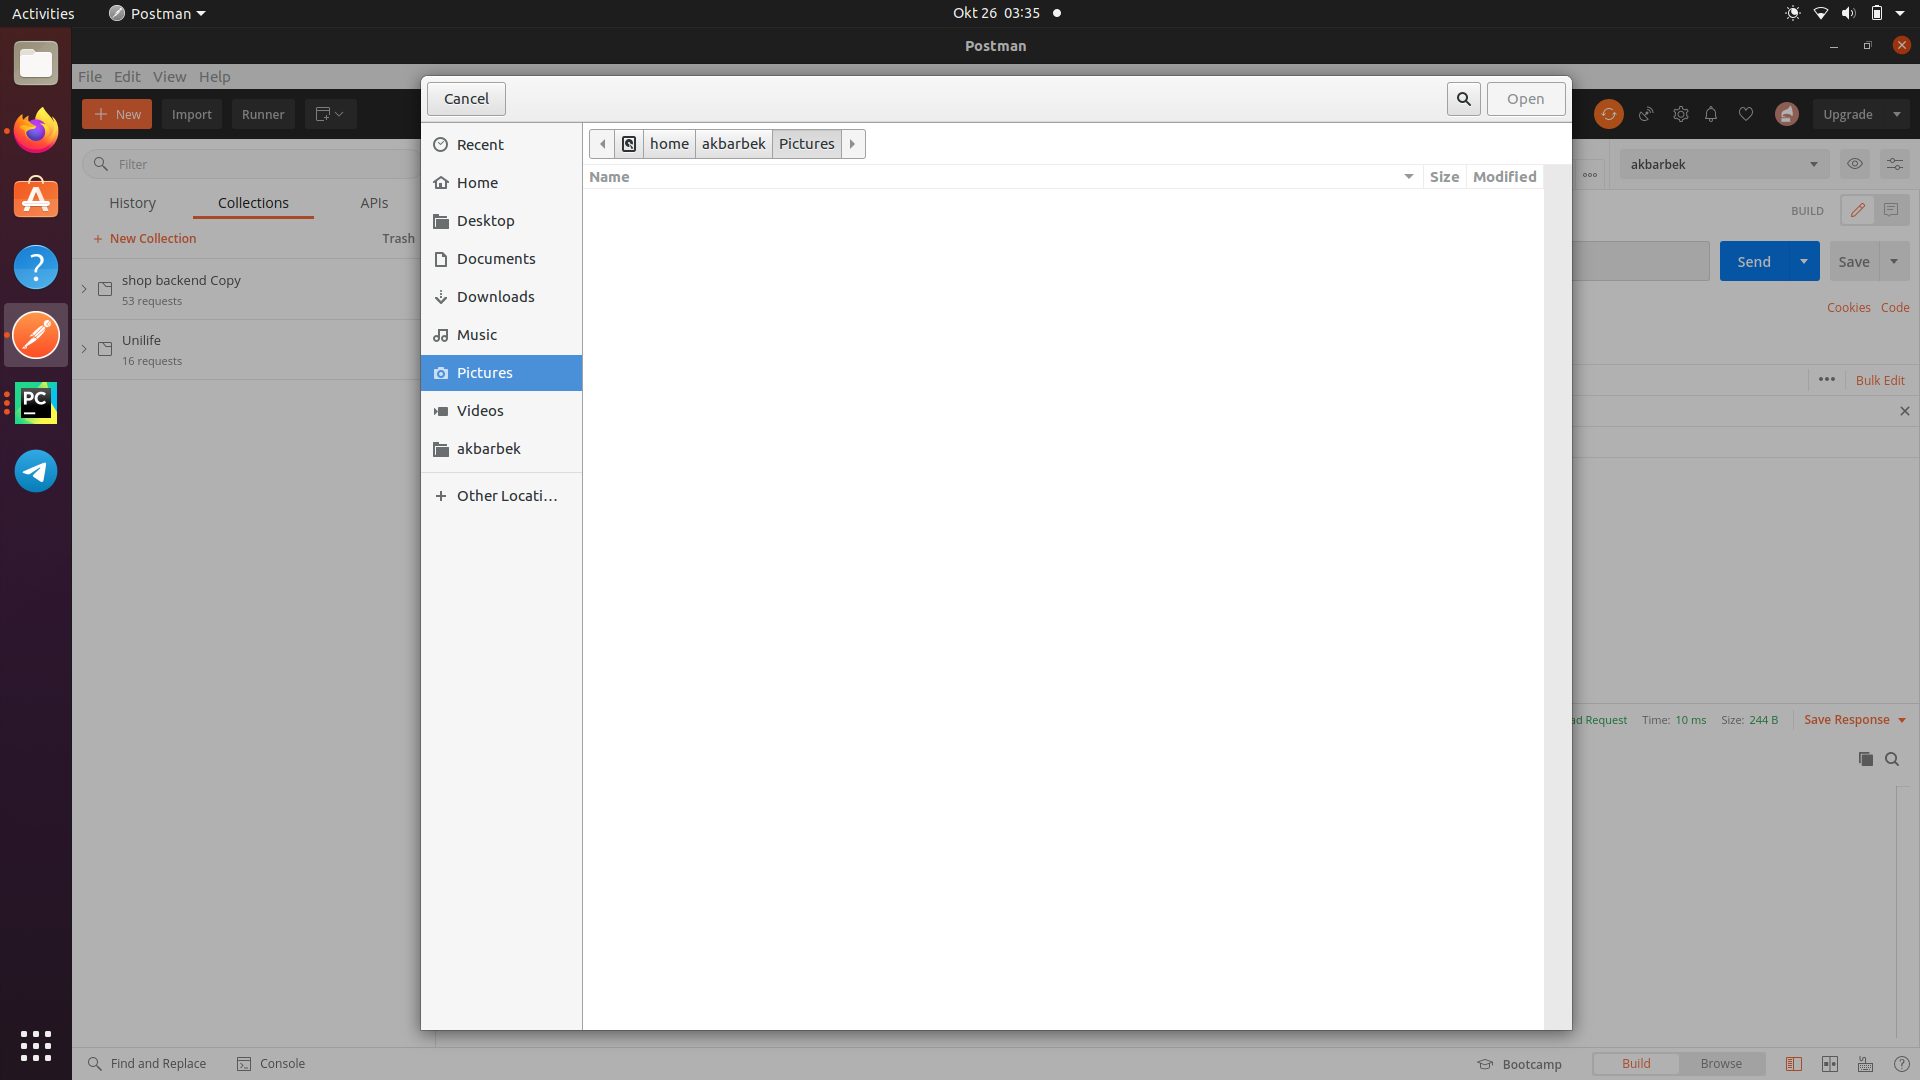 Activities
Postman
Okt 26 03:35
Postman
File Edit View Help
New
Import
Runner
Upgrade
Filter
History
Collections
APIs
New Collection
Trash
shop backend Copy
53 requests
Unilife
16 requests
Cancel
Open
Recent
Home
Desktop
Documents
Downloads
Music
Pictures
Videos
akbarbek
Other Locati…
home
akbarbek
Pictures
Name
Size
Modified
akbarbek
BUILD
Send
Save
Cookies
Code
Bulk Edit
ad Request
Time: 10 ms
Size: 244 B
Save Response
PC
Find and Replace
Console
Bootcamp
Build
Browse